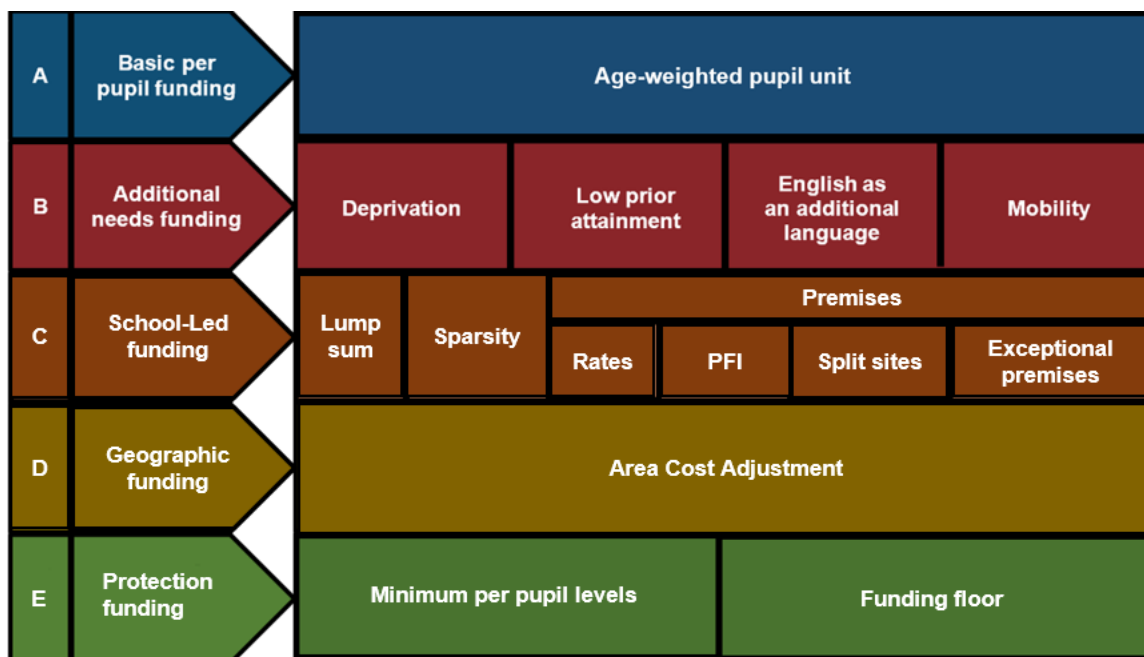 A
Basic per
pupil funding
Age-weighted pupil unit
B
Additional
needs funding
Deprivation
Low prior
attainment
English as
an additional
language
Mobility
C
School-Led
funding
Lump
sum
Sparsity
Premises
Rates
PFI
Split sites
Exceptional
premises
D
Geographic
funding
Area Cost Adjustment
E
Protection
funding
Minimum per pupil levels
Funding floor